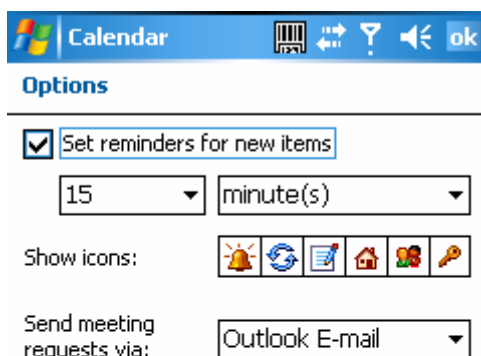 Calendar ok
Options
Set reminders for new items
15 minute(s)
Show icons:
Send meeting
requests via: Outlook E-mail